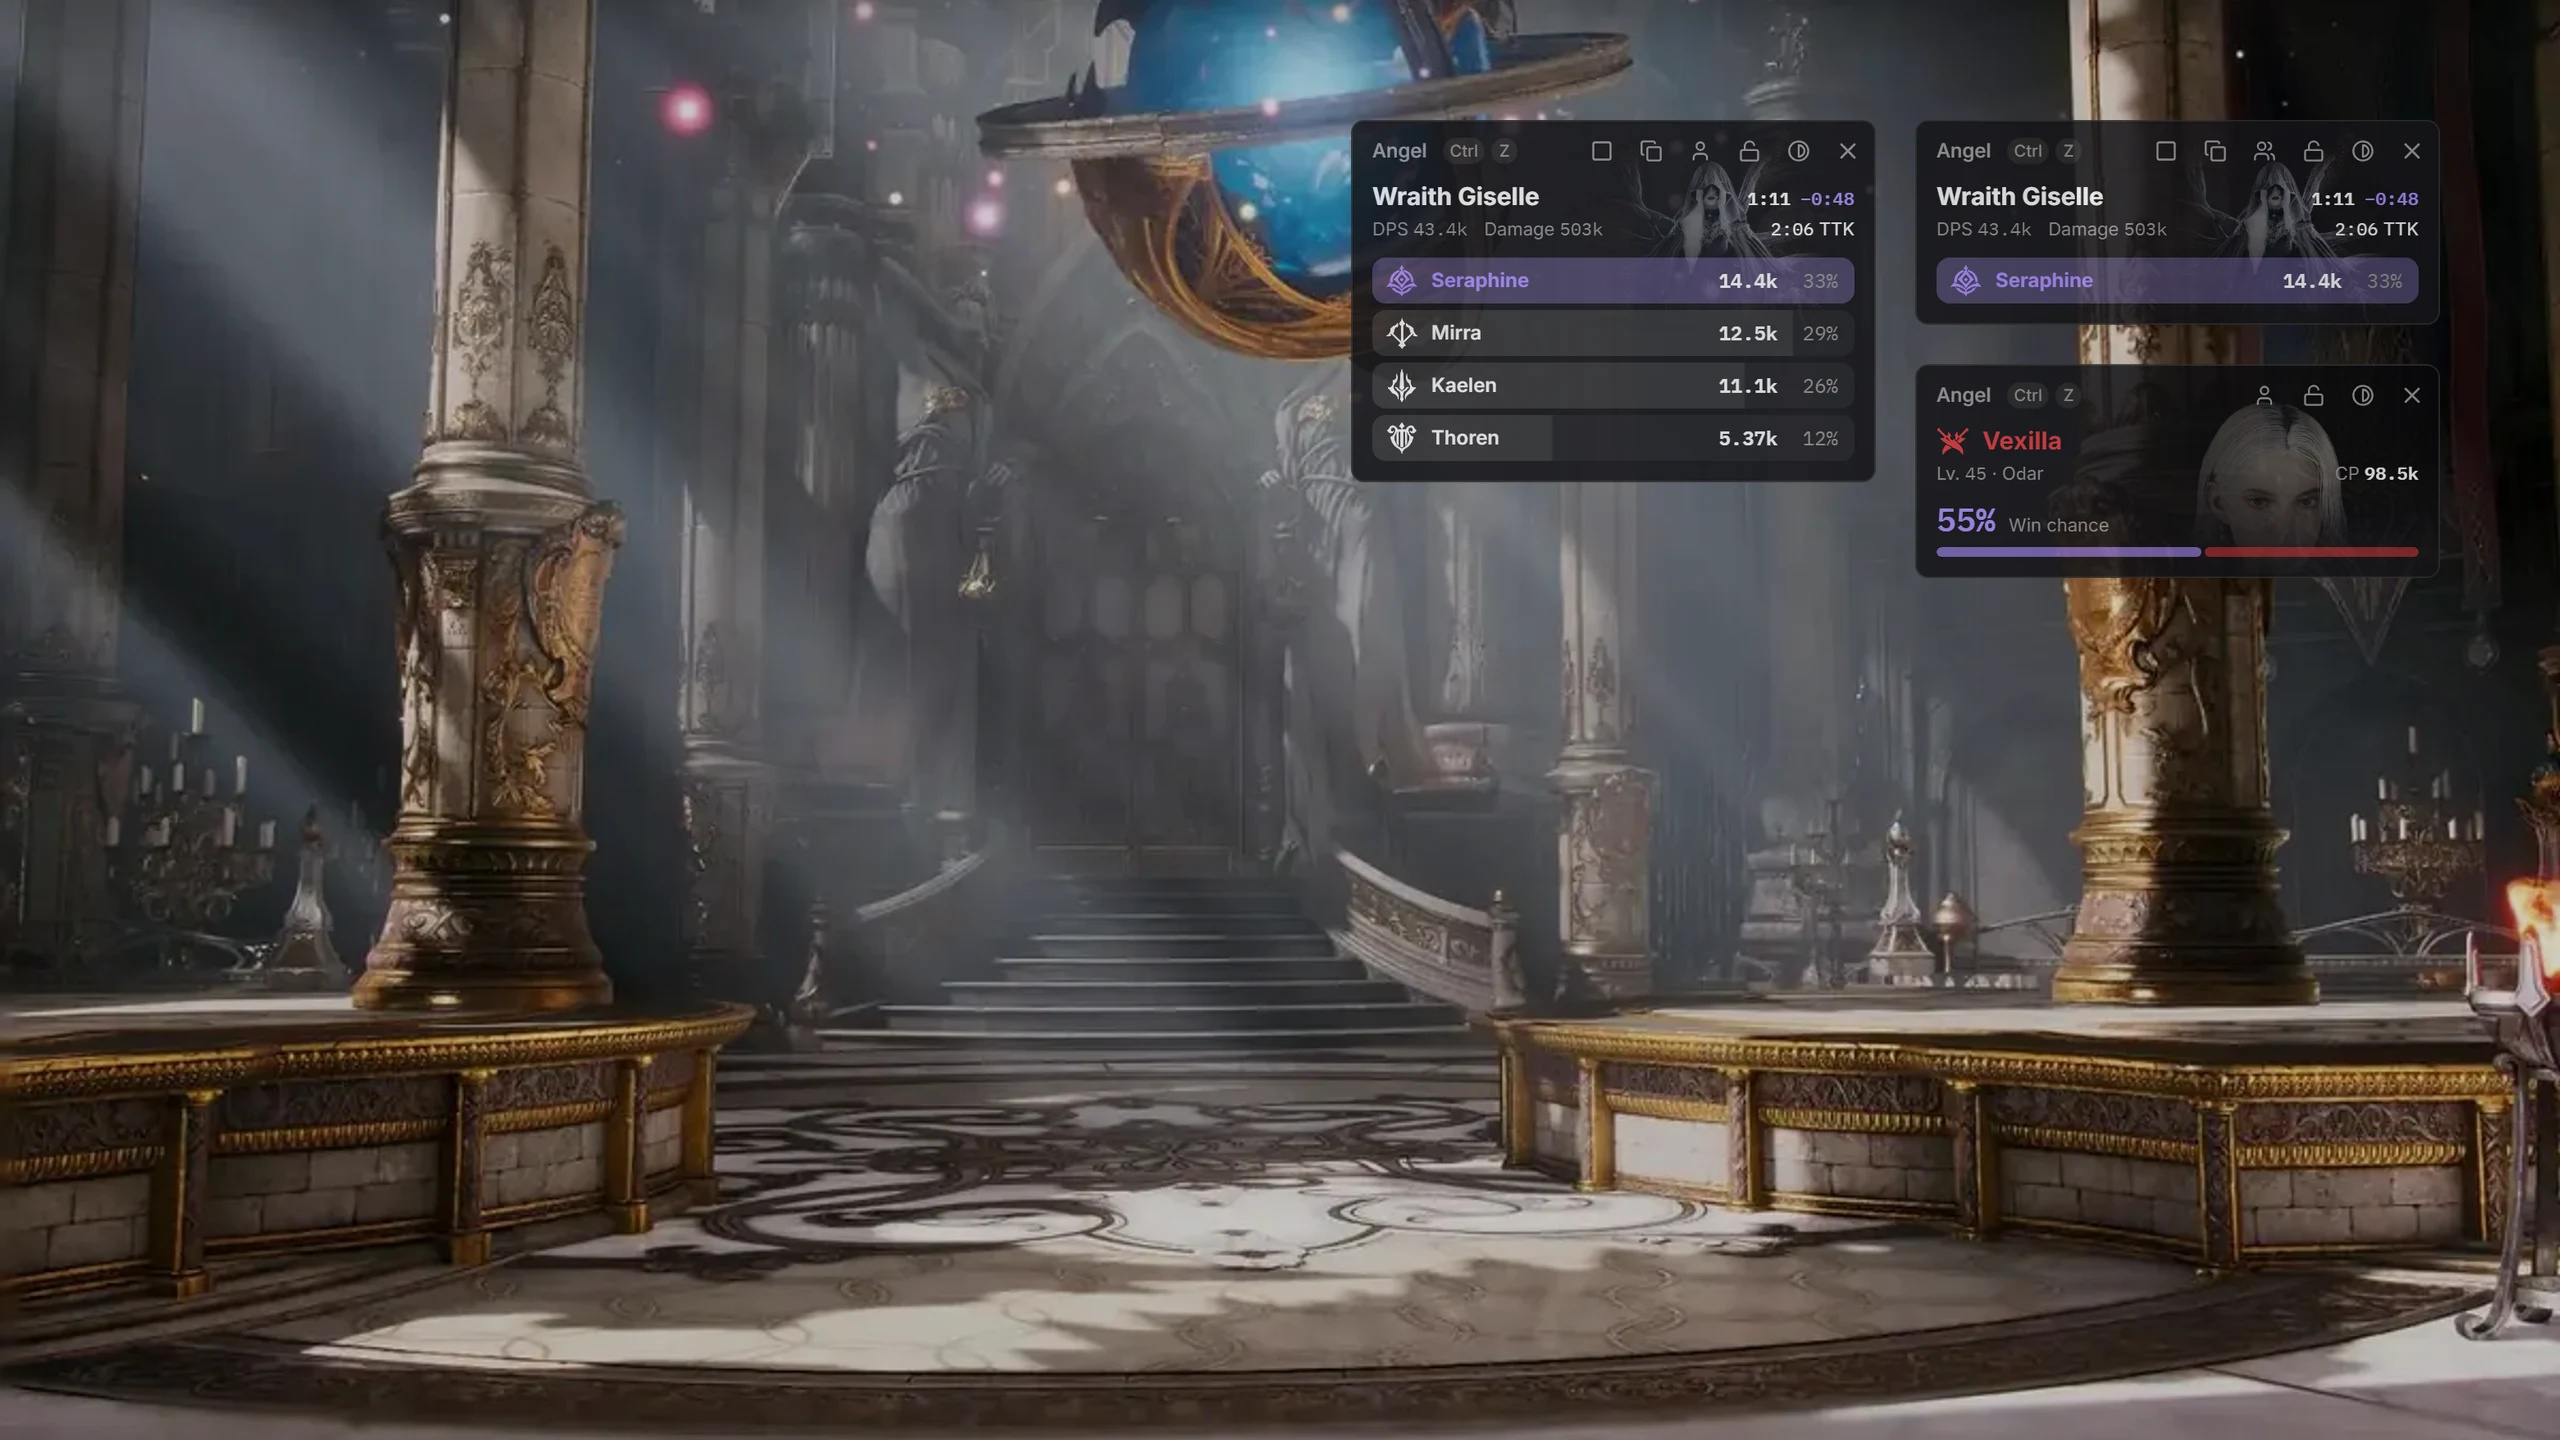 Angel Ctrl Z
Wraith Giselle 1:11 −0:48
DPS 43.4k Damage 503k 2:06 TTK
Seraphine 14.4k 33%
Mirra 12.5k 29%
Kaelen 11.1k 26%
Thoren 5.37k 12%
Angel Ctrl Z
Wraith Giselle 1:11 −0:48
DPS 43.4k Damage 503k 2:06 TTK
Seraphine 14.4k 33%
Angel Ctrl Z
Vexilla
Lv. 45 · Odar CP 98.5k
55% Win chance